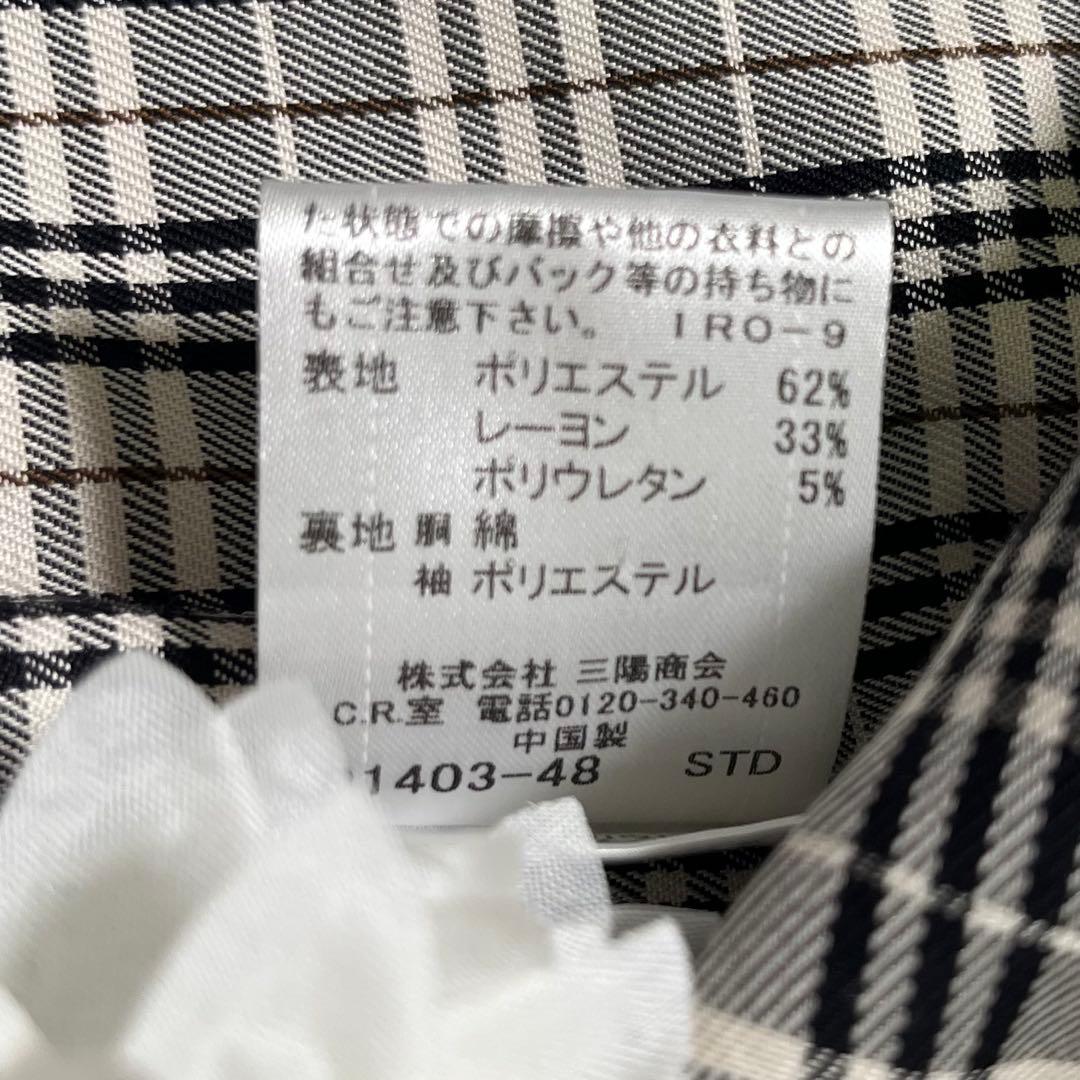 た状態での摩擦や他の衣料との
組合せ及びバック等の持ち物に
もご注意下さい。 IRO-9
表地 ポリエステル 62%
レーヨン 33%
ポリウレタン 5%
裏地 胴 綿
袖 ポリエステル
株式会社 三陽商会
C.R.室 電話0120-340-460
中国製
1403-48 STD